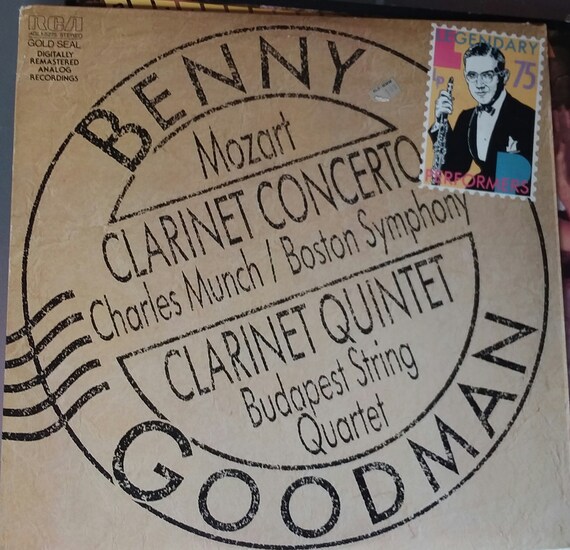 RCA
STEREO
GOLD SEAL
DIGITALLY
REMASTERED
ANALOG
RECORDINGS
BENNY
Mozart
CLARINET CONCERTO
Charles Munch / Boston Symphony
CLARINET QUINTET
Budapest String
Quartet
GOODMAN
LEGENDARY
75
PERFORMERS